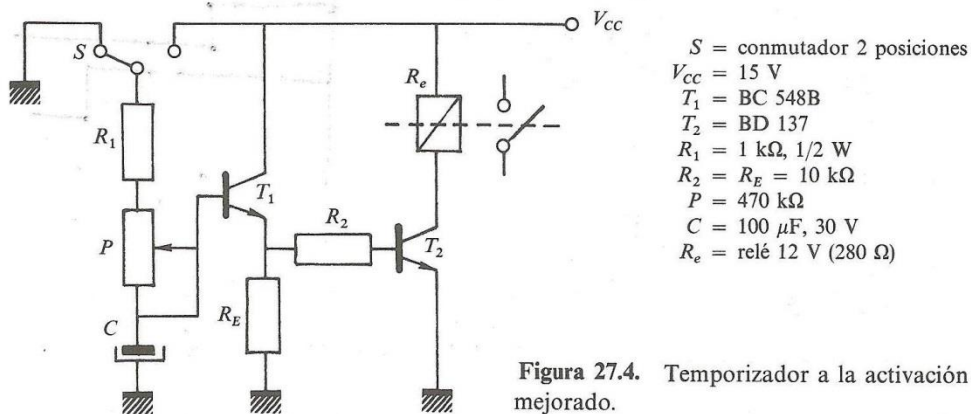 V_CC
S
R_e
R_1
T_1
R_2
T_2
P
R_E
C
S = conmutador 2 posiciones
V_CC = 15 V
T_1 = BC 548B
T_2 = BD 137
R_1 = 1 kΩ, 1/2 W
R_2 = R_E = 10 kΩ
P = 470 kΩ
C = 100 μF, 30 V
R_e = relé 12 V (280 Ω)
Figura 27.4. Temporizador a la activación
mejorado.